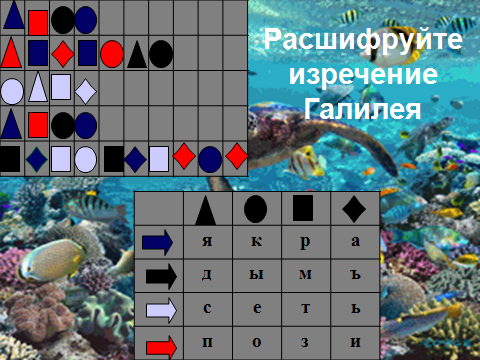 Расшифруйте
изречение
Галилея
я к р а
д ы м ъ
с е т ь
п о з и